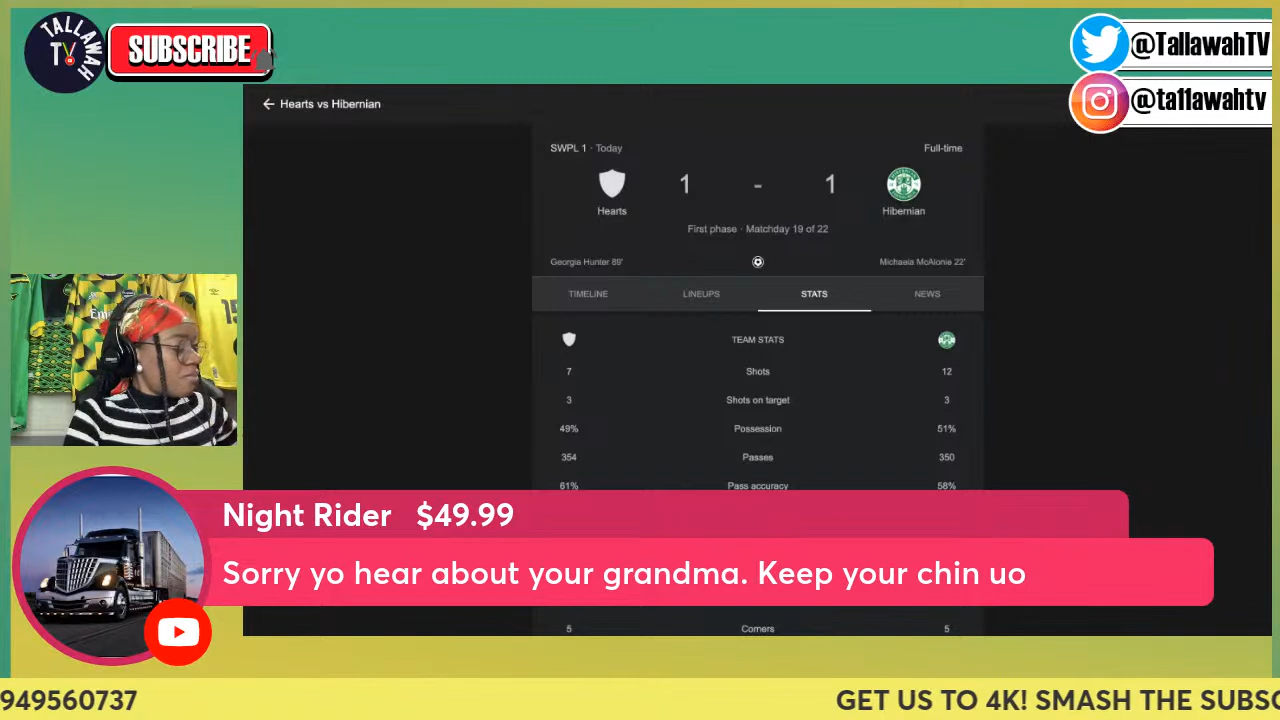 TALLAWAH
TV
SUBSCRIBE
@TallawahTV
@ta11awahtv
← Hearts vs Hibernian
SWPL 1 · Today
Full-time
1 - 1
Hearts
Hibernian
First phase · Matchday 19 of 22
Georgia Hunter 89'
Michaela McAlonie 22'
TIMELINE LINEUPS STATS NEWS
TEAM STATS
7 Shots 12
3 Shots on target 3
49% Possession 51%
354 Passes 350
61% Pass accuracy 58%
Night Rider $49.99
Sorry yo hear about your grandma. Keep your chin uo
5 Corners 5
949560737
GET US TO 4K! SMASH THE SUBSC